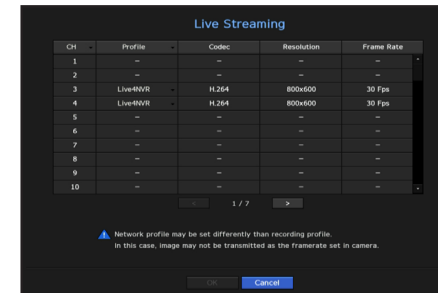 Live Streaming
CH Profile Codec Resolution Frame Rate
1 – – – –
2 – – – –
3 Live4NVR H.264 800x600 30 Fps
4 Live4NVR H.264 800x600 30 Fps
5 – – – –
6 – – – –
7 – – – –
8 – – – –
9 – – – –
10 – – – –
< 1 / 7 >
Network profile may be set differently than recording profile.
In this case, image may not be transmitted as the framerate set in camera.
OK Cancel